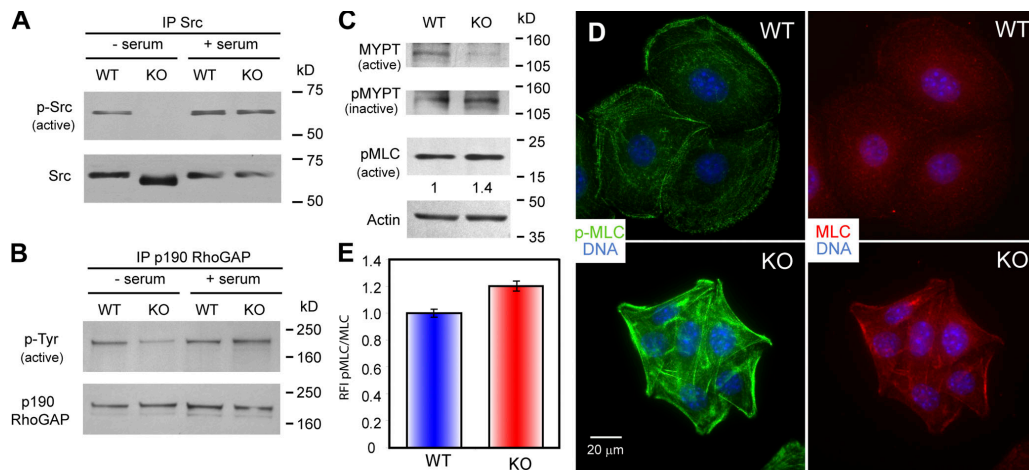 A
IP Src
- serum
+ serum
WT KO WT KO kD
p-Src
(active)
75
50
Src
75
50
B
IP p190 RhoGAP
- serum
+ serum
WT KO WT KO kD
p-Tyr
(active)
250
160
p190
RhoGAP
250
160
C
WT KO kD
MYPT
(active)
160
105
pMYPT
(inactive)
160
105
pMLC
(active)
25
15
1 1.4
Actin
50
35
E
RFI pMLC/MLC
1.4
1.2
1.0
0.8
0.6
0.4
0.2
0
WT KO
D
WT
WT
p-MLC
DNA
MLC
DNA
KO
KO
20 µm